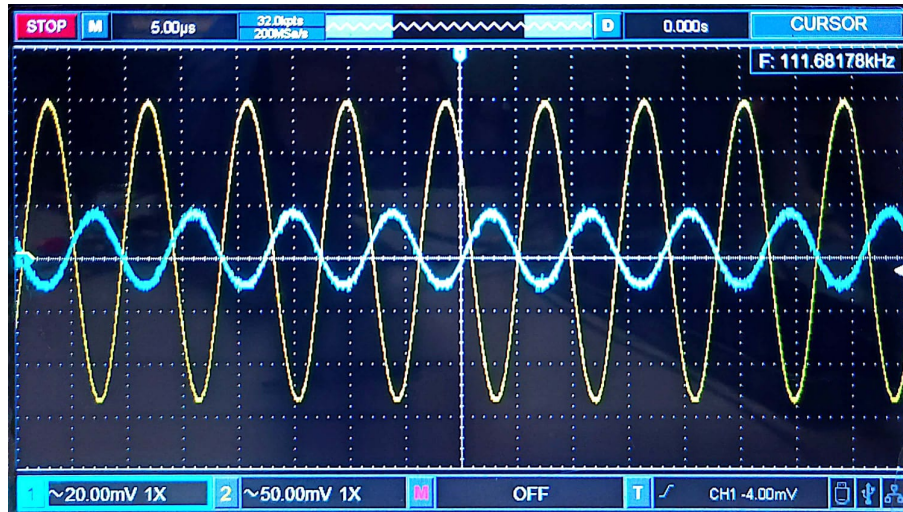 STOP M 5.00µs 32.0kpts D 0.000s CURSOR
200MSa/s
F: 111.68178kHz
1 ~20.00mV 1X 2 ~50.00mV 1X M OFF T CH1 -4.00mV